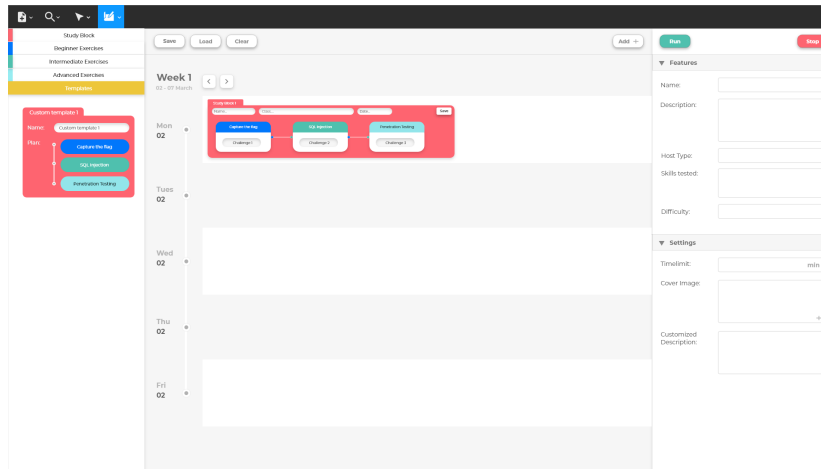 Study Block
Beginner Exercises
Intermediate Exercises
Advanced Exercises
Templates
Custom template 1
Name: Custom template 1
Plan: Capture the flag
SQL Injection
Penetration Testing
Save Load Clear Add +
Week 1 < >
02 - 07 March
Mon
02
Study Block 1
Name... Class... Date... Save
Capture the flag SQL Injection Penetration Testing
Challenge 1 Challenge 2 Challenge 3
Tues
02
Wed
02
Thu
02
Fri
02
Run Stop
Features
Name:
Description:
Host Type:
Skills tested:
Difficulty:
Settings
Timelimit: min
Cover Image:
+
Customized
Description: